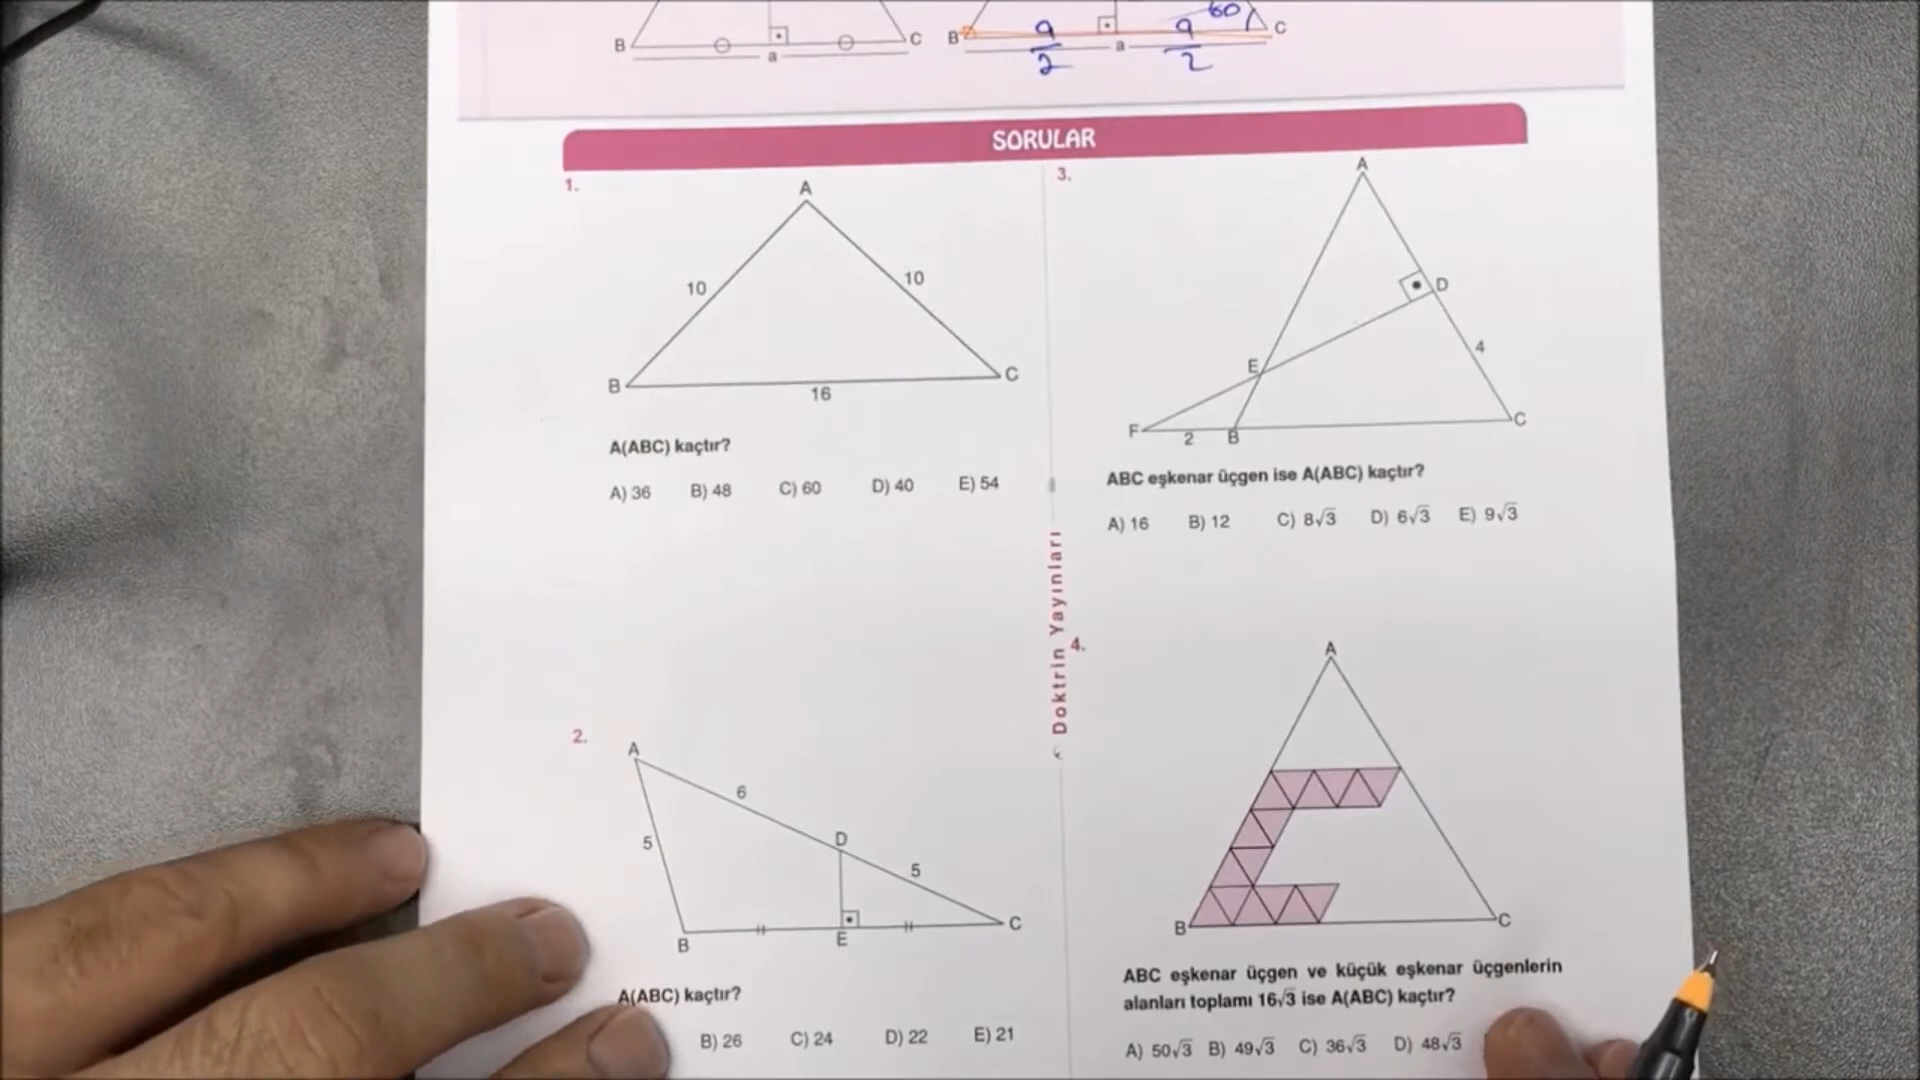 B
a
C
B
a
2
a
a
2
60
C
SORULAR
1.
A
10
10
B
C
16
A(ABC) kaçtır?
A) 36 B) 48 C) 60 D) 40 E) 54
2.
A
6
5
D
5
B
E
C
A(ABC) kaçtır?
B) 26 C) 24 D) 22 E) 21
Doktrin Yayınları
3.
A
D
4
E
F
2
B
C
ABC eşkenar üçgen ise A(ABC) kaçtır?
A) 16 B) 12 C) 8√3 D) 6√3 E) 9√3
4.
A
B
C
ABC eşkenar üçgen ve küçük eşkenar üçgenlerin
alanları toplamı 16√3 ise A(ABC) kaçtır?
A) 50√3 B) 49√3 C) 36√3 D) 48√3